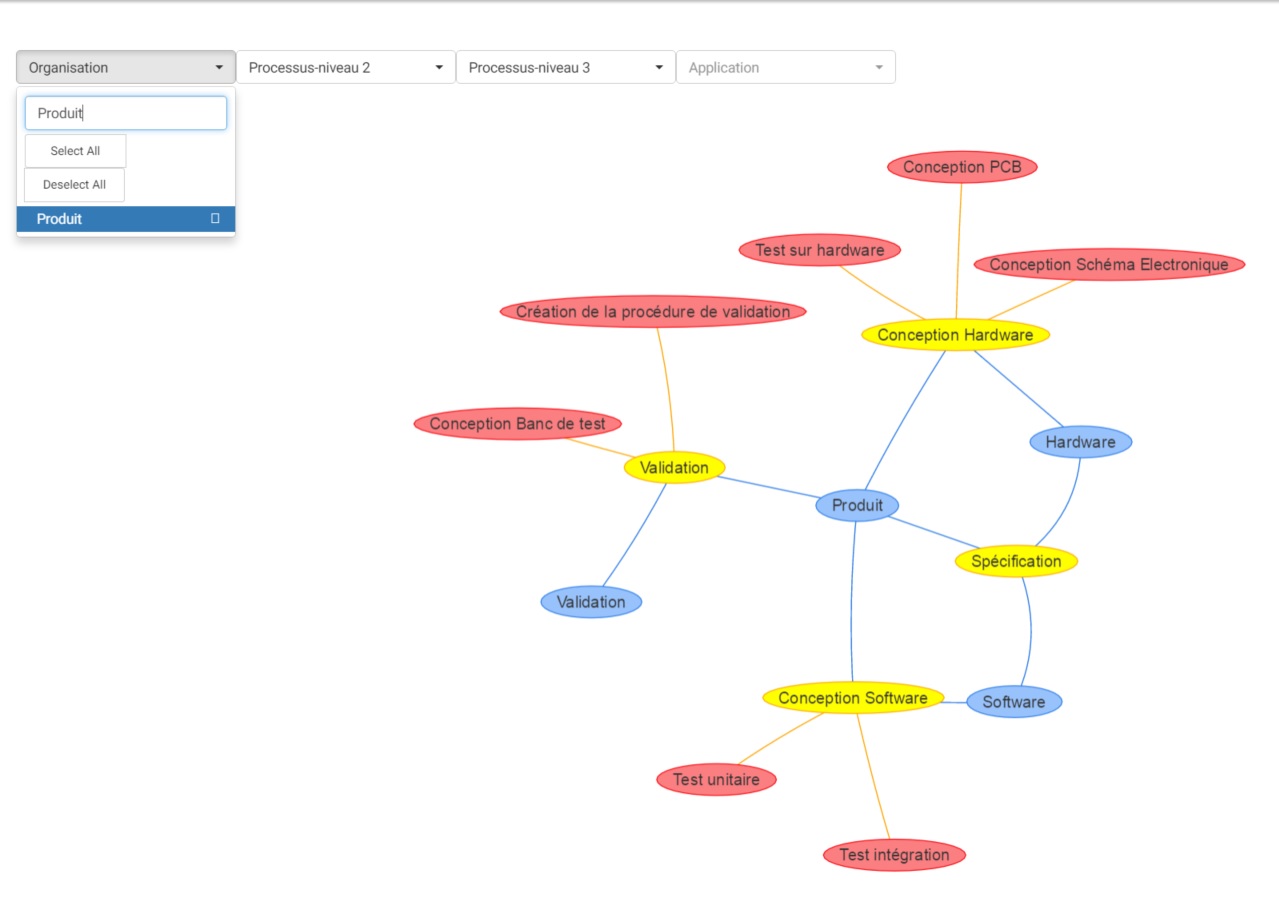 Organisation
Processus-niveau 2
Processus-niveau 3
Application
Produit
Select All
Deselect All
Produit
Conception PCB
Test sur hardware
Conception Schéma Electronique
Création de la procédure de validation
Conception Hardware
Conception Banc de test
Hardware
Validation
Produit
Spécification
Validation
Conception Software
Software
Test unitaire
Test intégration